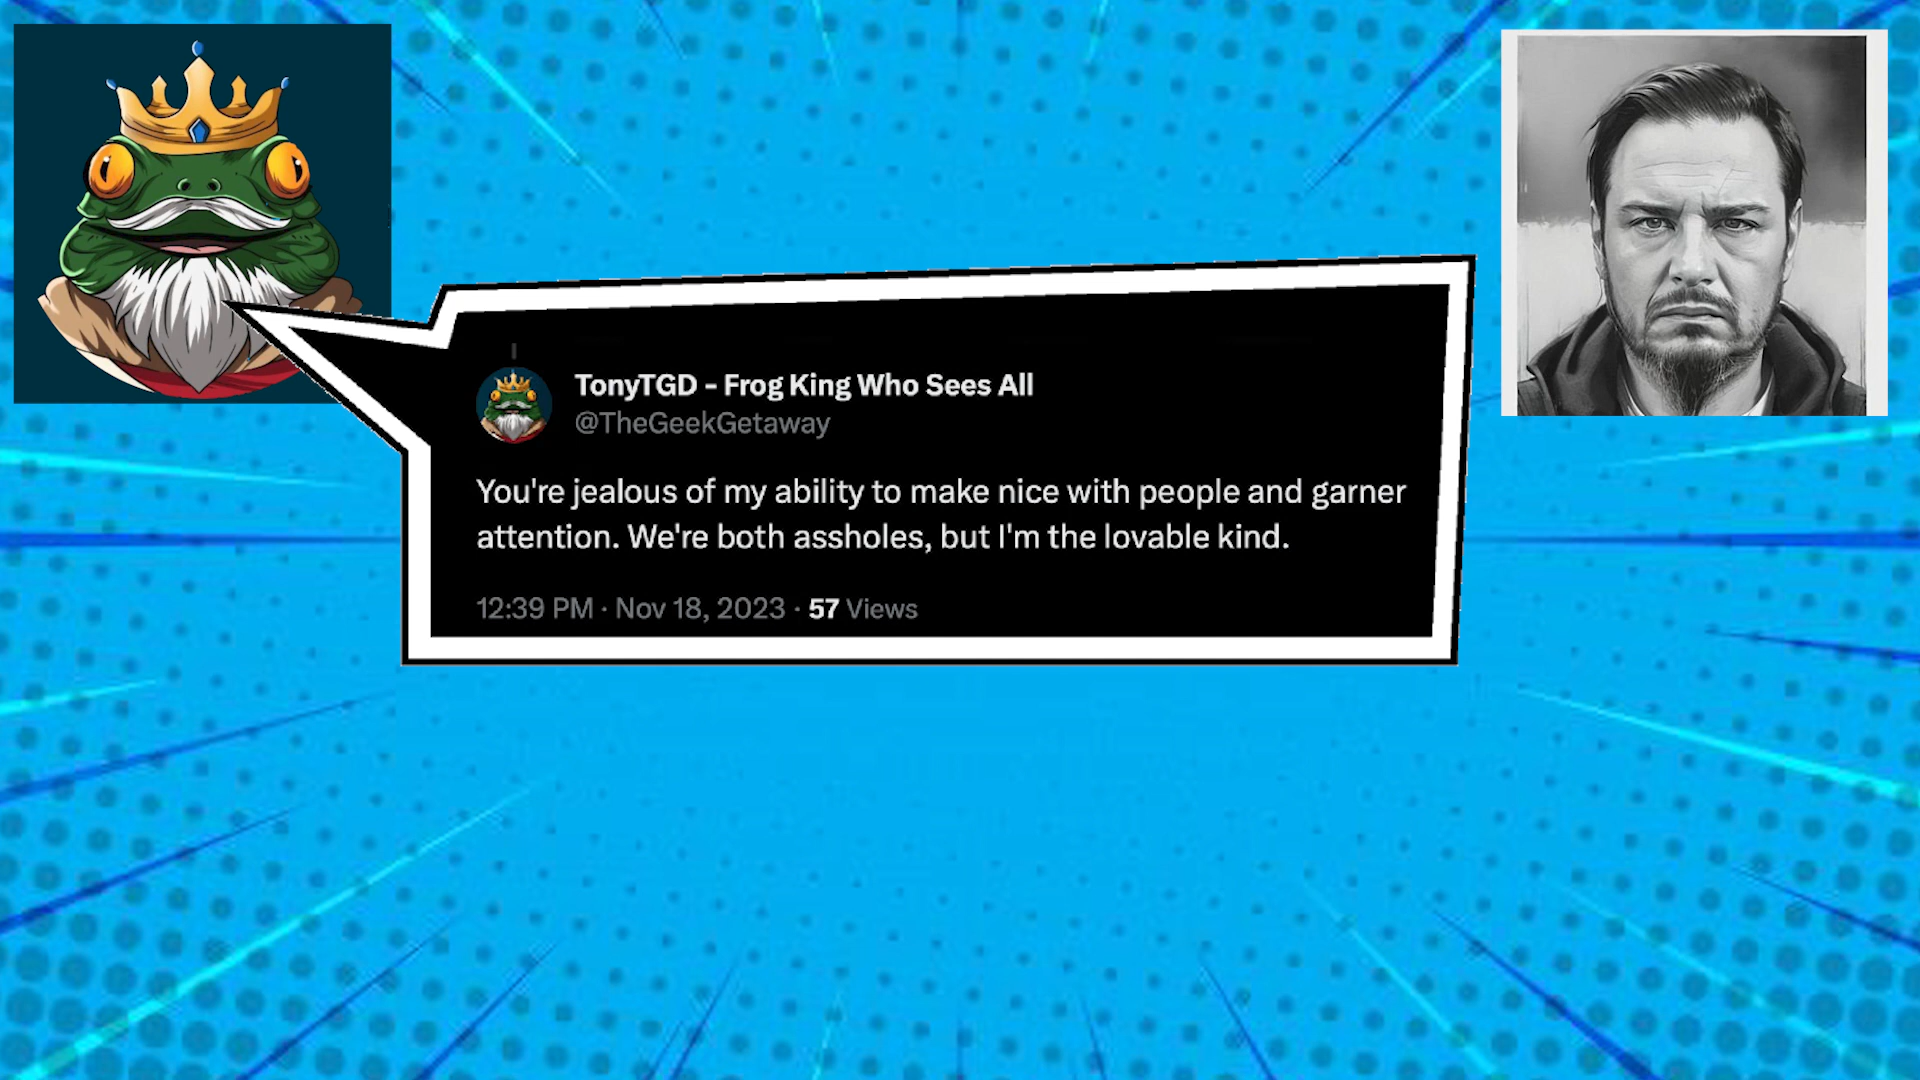 TonyTGD - Frog King Who Sees All
@TheGeekGetaway
You're jealous of my ability to make nice with people and garner
attention. We're both assholes, but I'm the lovable kind.
12:39 PM · Nov 18, 2023 · 57 Views